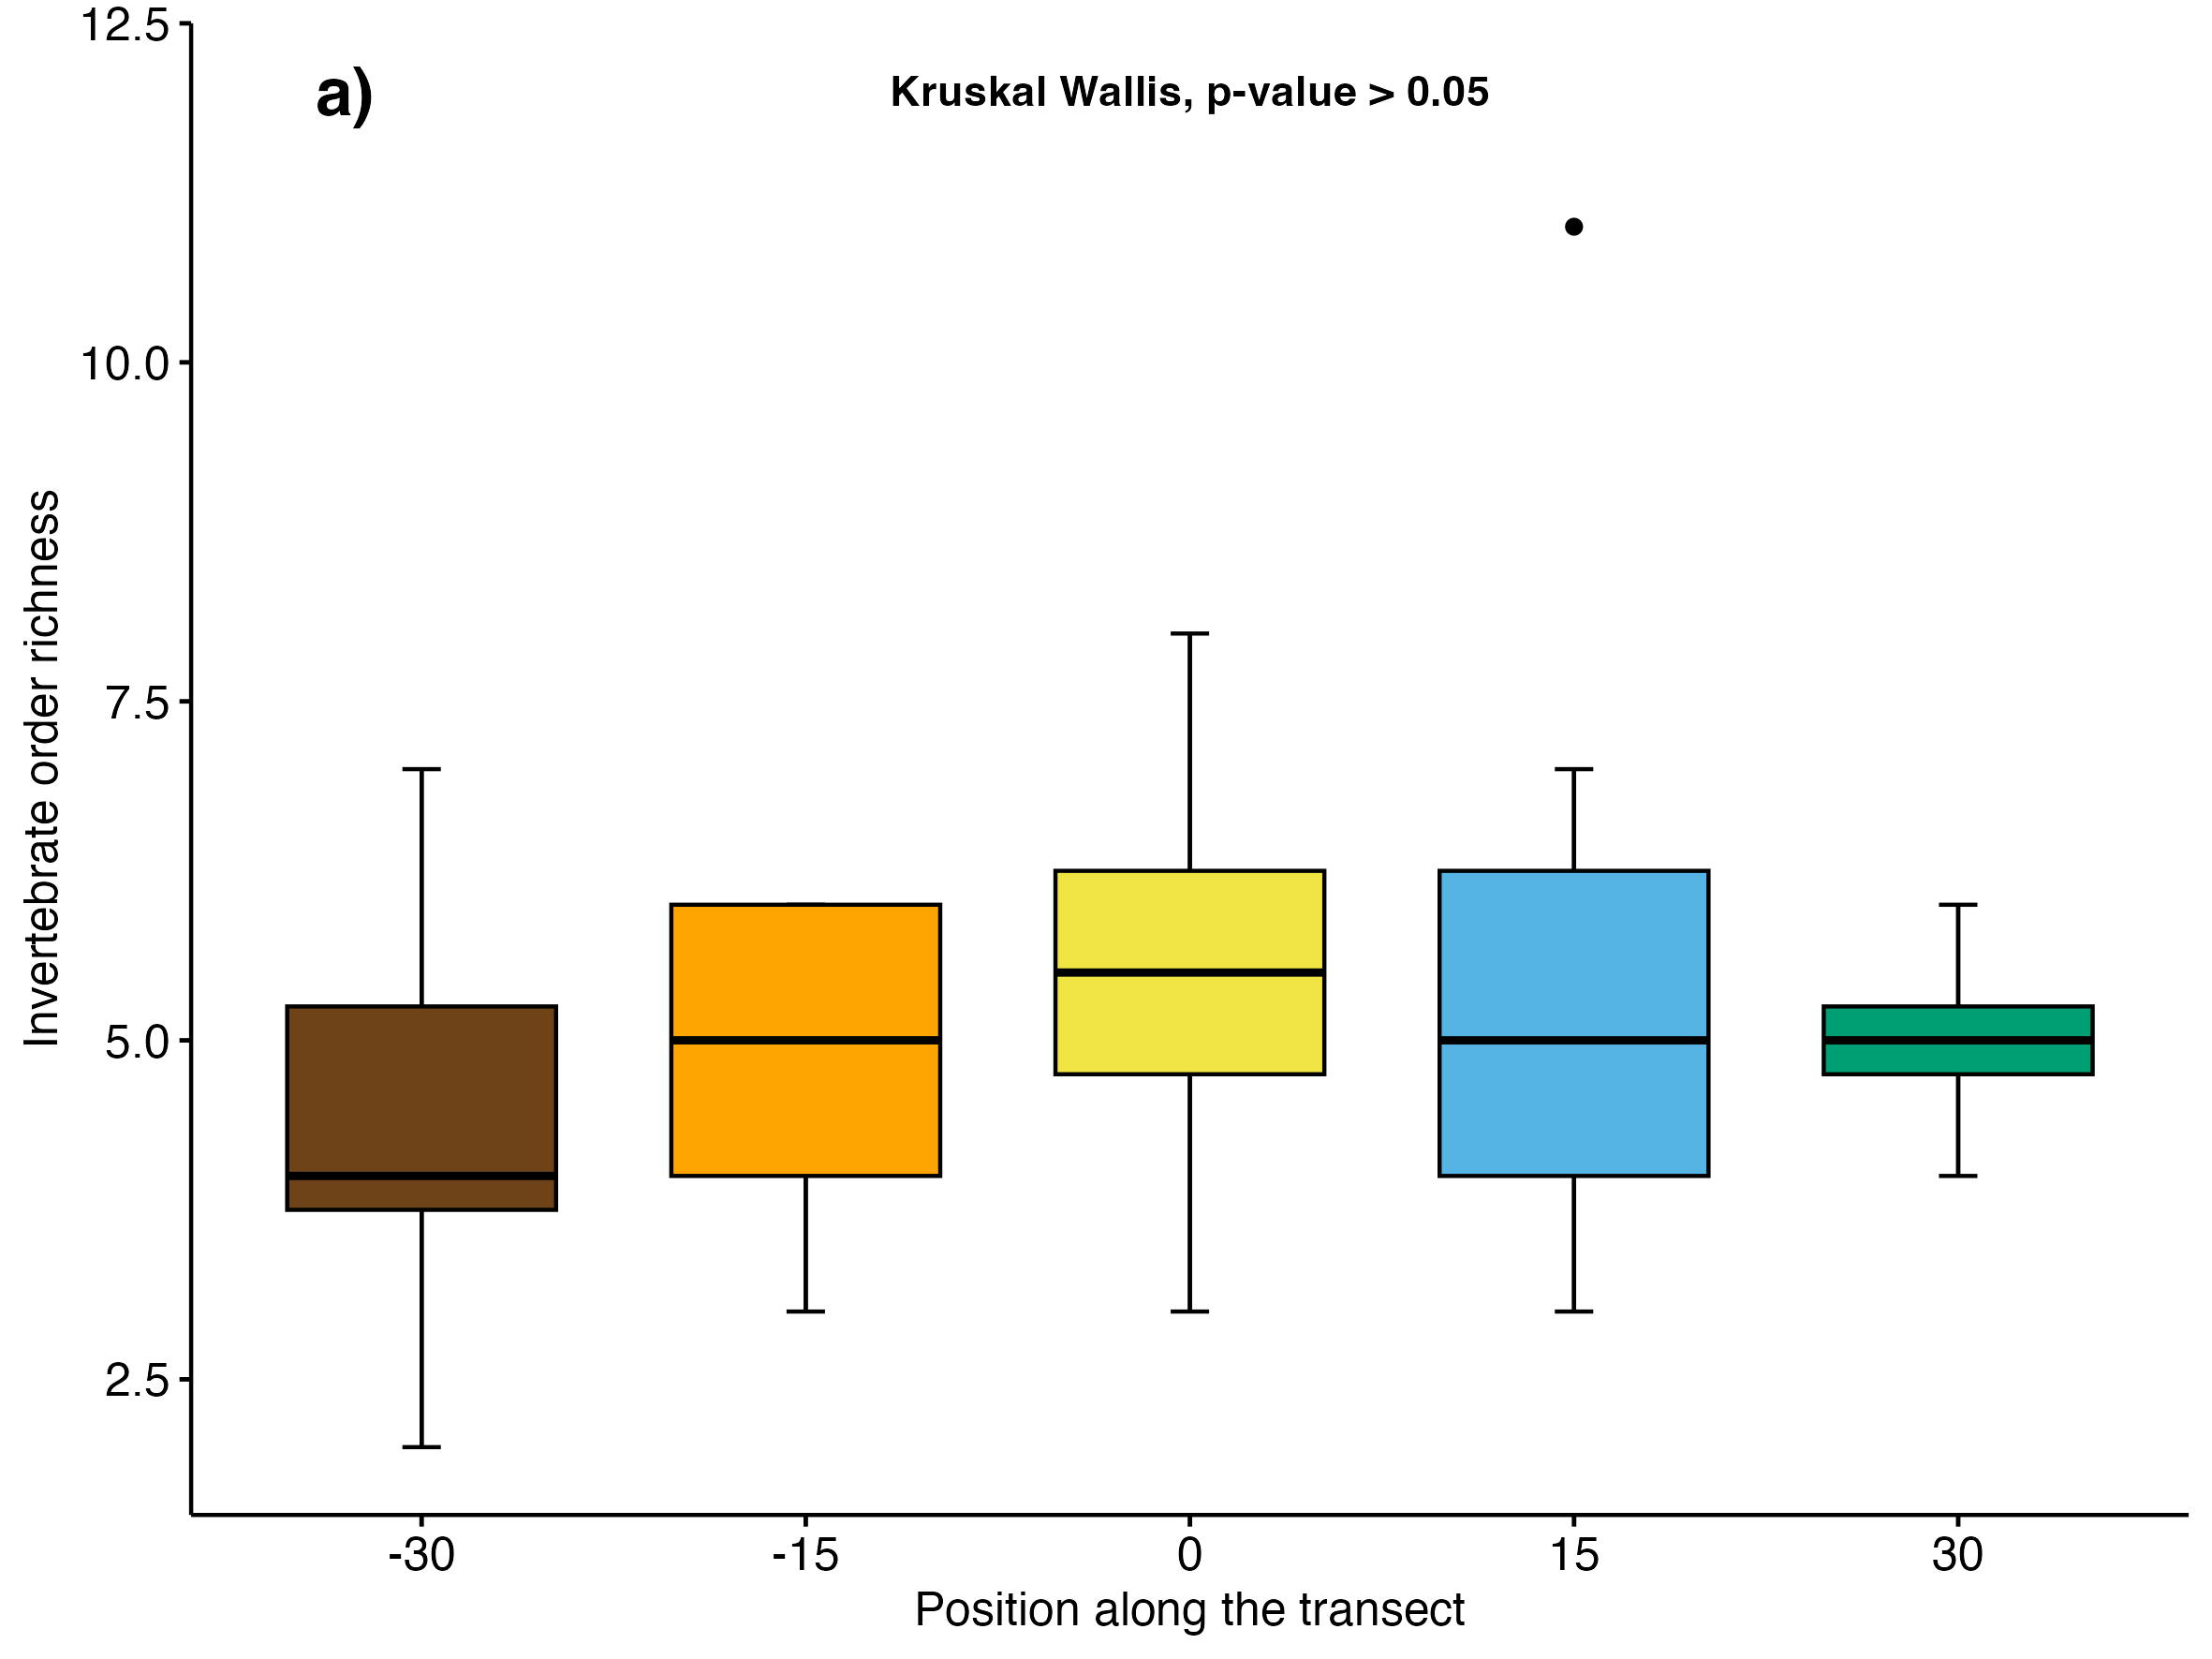 a)
Kruskal Wallis, p-value > 0.05
Invertebrate order richness
12.5
10.0
7.5
5.0
2.5
-30
-15
0
15
30
Position along the transect